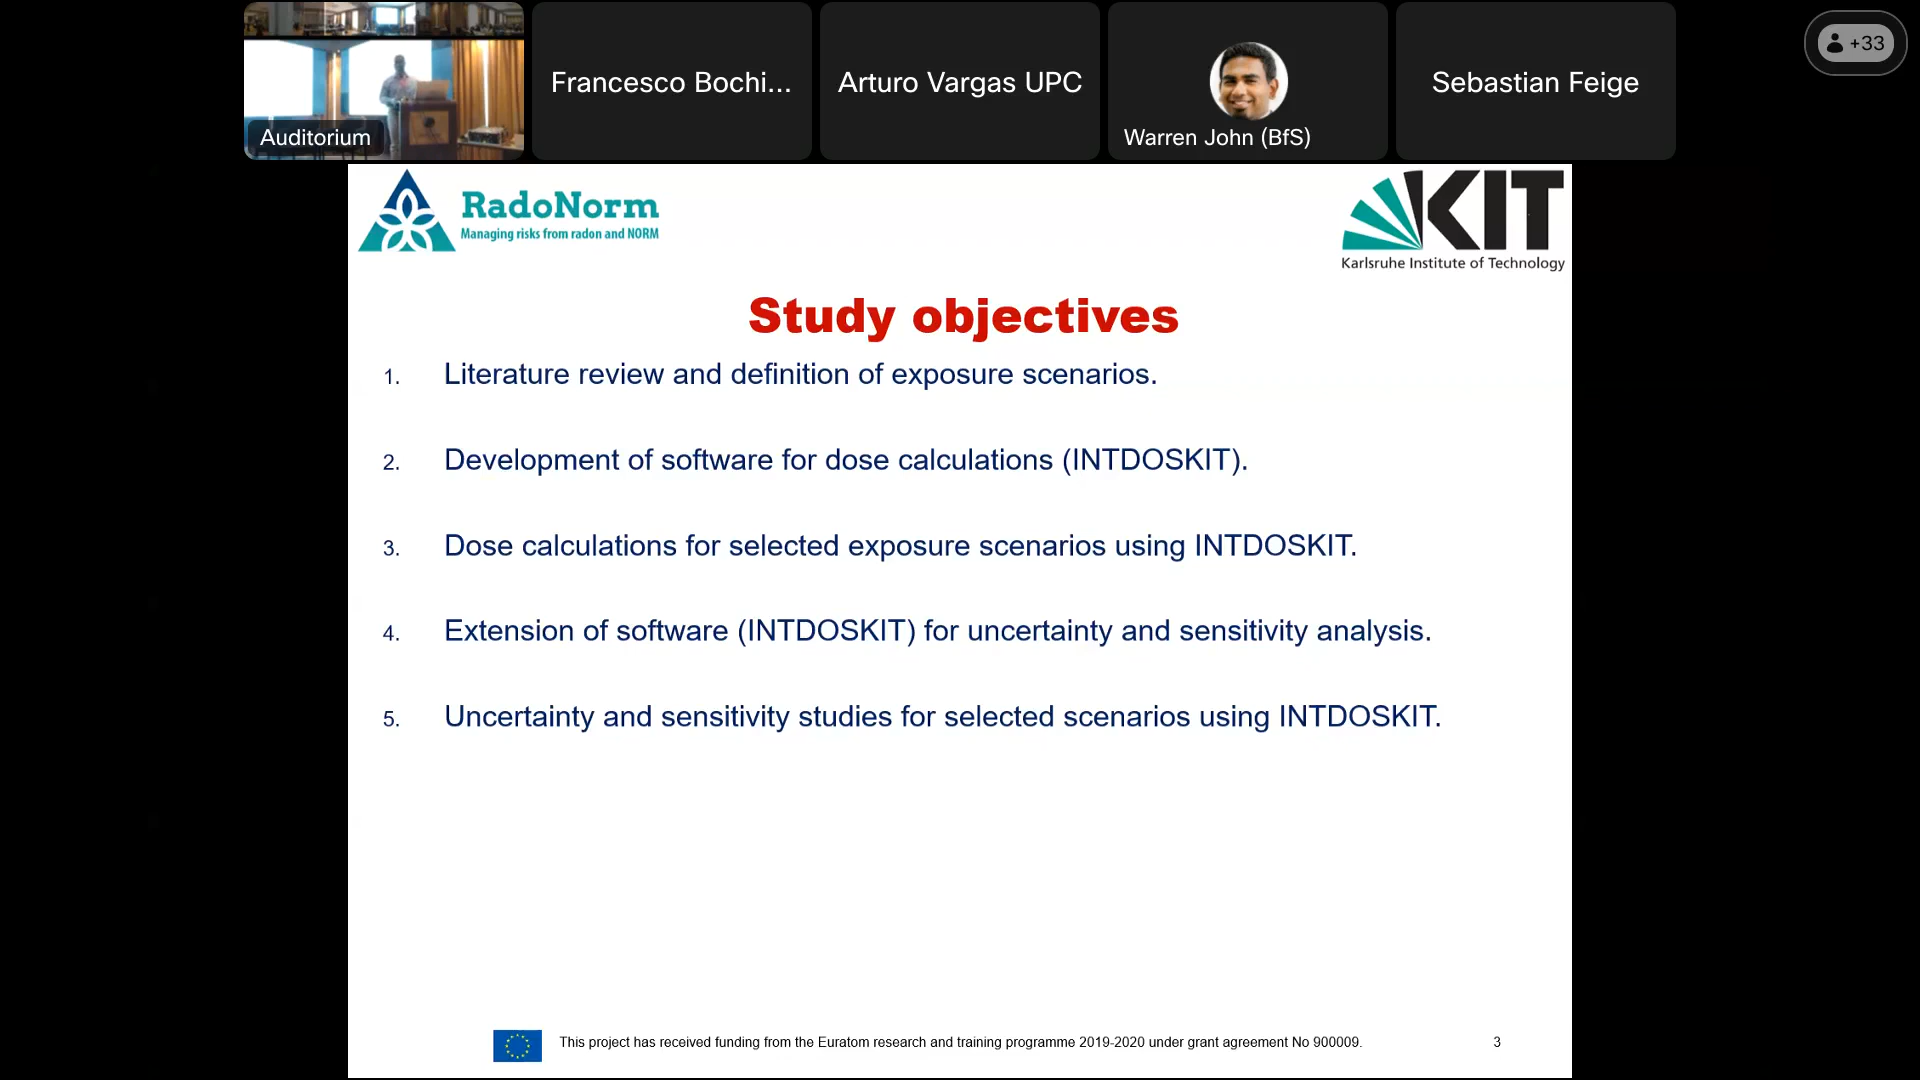 Auditorium
Francesco Bochi...
Arturo Vargas UPC
Warren John (BfS)
Sebastian Feige
+33
RadoNorm
Managing risks from radon and NORM
KIT
Karlsruhe Institute of Technology
Study objectives
1. Literature review and definition of exposure scenarios.
2. Development of software for dose calculations (INTDOSKIT).
3. Dose calculations for selected exposure scenarios using INTDOSKIT.
4. Extension of software (INTDOSKIT) for uncertainty and sensitivity analysis.
5. Uncertainty and sensitivity studies for selected scenarios using INTDOSKIT.
This project has received funding from the Euratom research and training programme 2019-2020 under grant agreement No 900009.
3